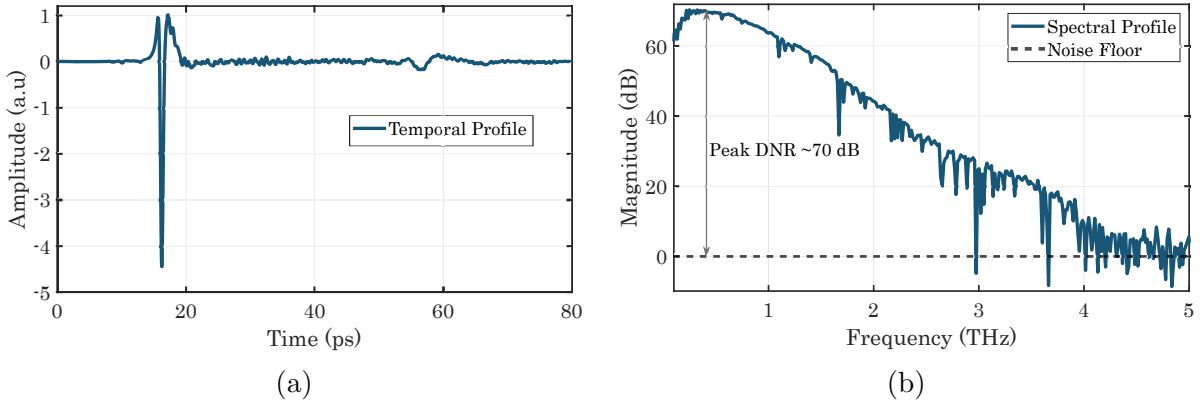 1
0
-1
-2
-3
-4
-5
0
20
40
60
80
Amplitude (a.u)
Time (ps)
Temporal Profile
(a)
60
40
20
0
1
2
3
4
5
Magnitude (dB)
Frequency (THz)
Spectral Profile
Noise Floor
Peak DNR ~70 dB
(b)